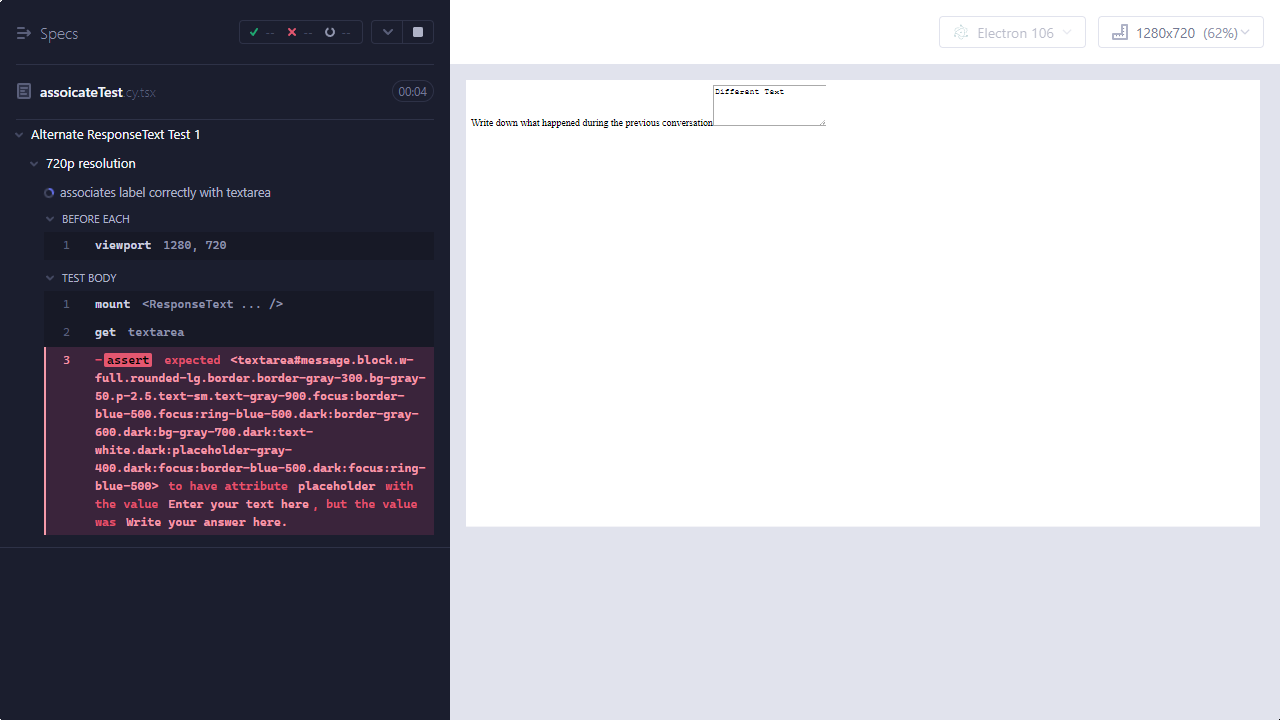 Specs
--
--
--
Electron 106
1280x720 (62%)
assoicateTest cy.tsx
00:04
Alternate ResponseText Test 1
720p resolution
associates label correctly with textarea
BEFORE EACH
1 viewport 1280, 720
TEST BODY
1 mount <ResponseText ... />
2 get textarea
3 -assert expected <textarea#message.block.w-
full.rounded-lg.border.border-gray-300.bg-gray-
50.p-2.5.text-sm.text-gray-900.focus:border-
blue-500.focus:ring-blue-500.dark:border-gray-
600.dark:bg-gray-700.dark:text-
white.dark:placeholder-gray-
400.dark:focus:border-blue-500.dark:focus:ring-
blue-500> to have attribute placeholder with
the value Enter your text here, but the value
was Write your answer here.
Different Text
Write down what happened during the previous conversation